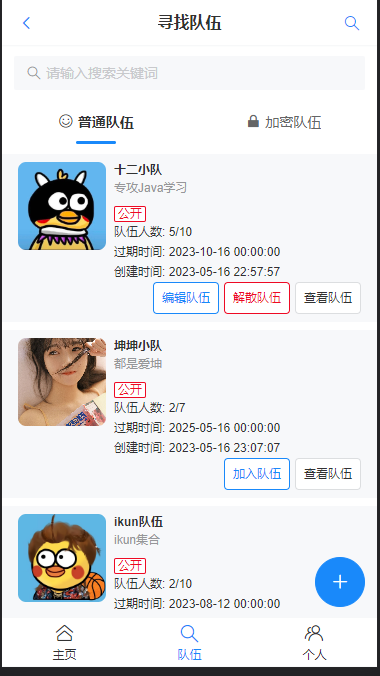 寻找队伍
请输入搜索关键词
普通队伍 加密队伍
十二小队
专攻Java学习
公开
队伍人数: 5/10
过期时间: 2023-10-16 00:00:00
创建时间: 2023-05-16 22:57:57
编辑队伍 解散队伍 查看队伍
坤坤小队
都是爱坤
公开
队伍人数: 2/7
过期时间: 2025-05-16 00:00:00
创建时间: 2023-05-16 23:07:07
加入队伍 查看队伍
ikun队伍
ikun集合
公开
队伍人数: 2/10
过期时间: 2023-08-12 00:00:00
主页 队伍 个人